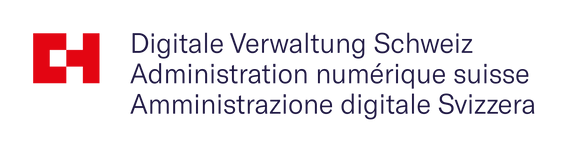 Digitale Verwaltung Schweiz
Administration numérique suisse
Amministrazione digitale Svizzera